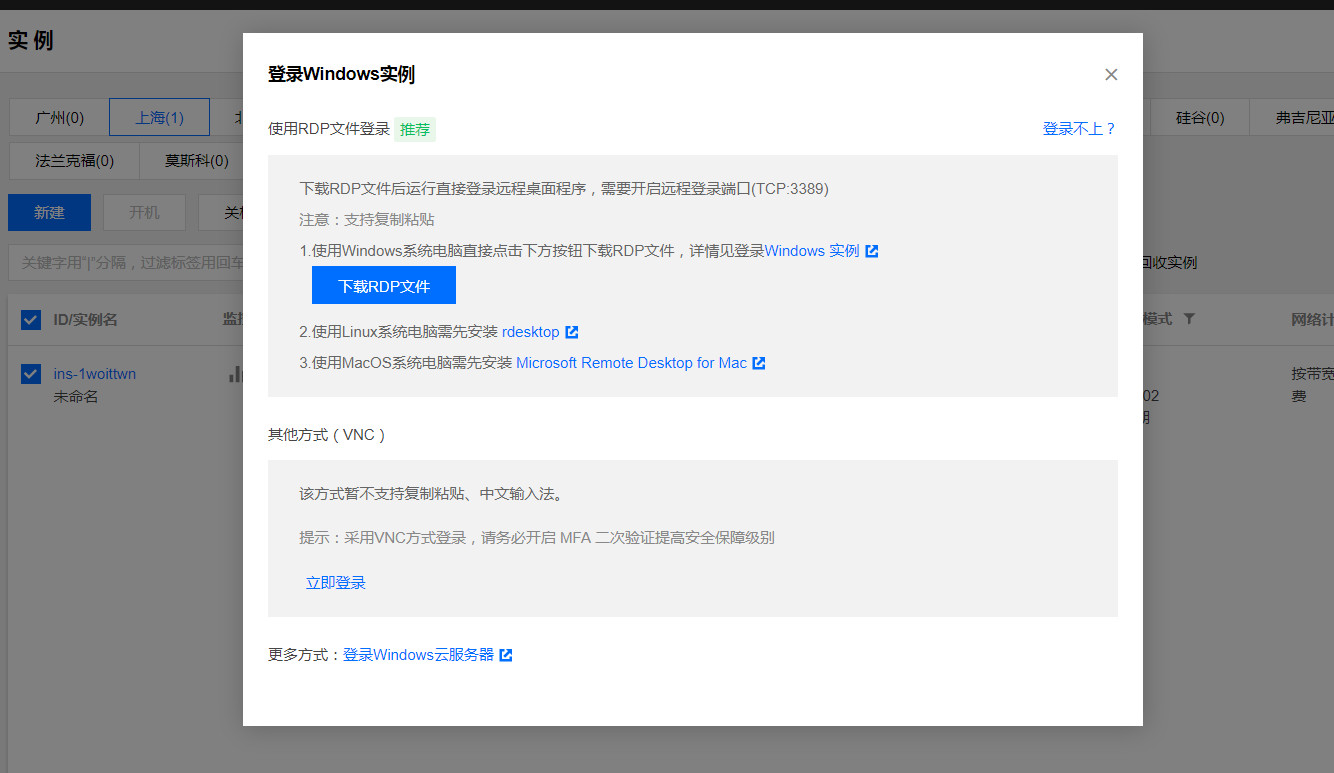 实例
广州(0) 上海(1) 硅谷(0)
法兰克福(0) 莫斯科(0)
新建 开机
关键字用"|"分隔，过滤标签用回车 回收实例
ID/实例名 模式
ins-1woittwn
未命名
02
登录Windows实例
使用RDP文件登录 推荐 登录不上？
下载RDP文件后运行直接登录远程桌面程序，需要开启远程登录端口(TCP:3389)
注意：支持复制粘贴
1.使用Windows系统电脑直接点击下方按钮下载RDP文件，详情见登录Windows 实例
下载RDP文件
2.使用Linux系统电脑需先安装 rdesktop
3.使用MacOS系统电脑需先安装 Microsoft Remote Desktop for Mac
其他方式（VNC）
该方式暂不支持复制粘贴、中文输入法。
提示：采用VNC方式登录，请务必开启 MFA 二次验证提高安全保障级别
立即登录
更多方式：登录Windows云服务器
弗吉尼亚
网络计
按带宽
费